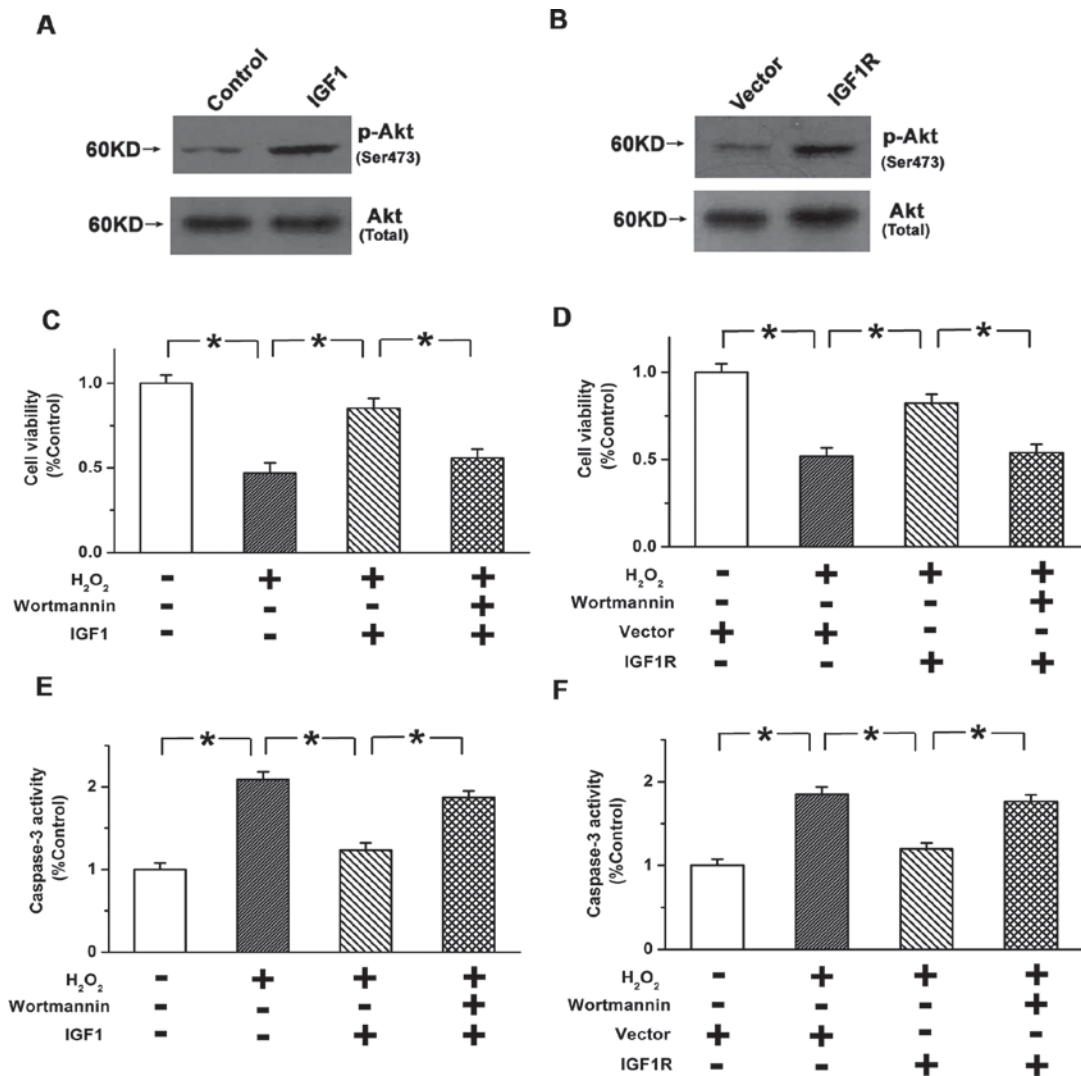 A
Control IGF1
60KD→ p-Akt
(Ser473)
60KD→ Akt
(Total)
B
Vector IGF1R
60KD→ p-Akt
(Ser473)
60KD→ Akt
(Total)
C
* * *
Cell viability
(%Control)
1.0
0.5
0.0
H₂O₂ - + + +
Wortmannin - - - +
IGF1 - - + +
D
* * *
Cell viability
(%Control)
1.0
0.5
0.0
H₂O₂ - + + +
Wortmannin - - - +
Vector + + - -
IGF1R - - + +
E
* * *
Caspase-3 activity
(%Control)
2
1
0
H₂O₂ - + + +
Wortmannin - - - +
IGF1 - - + +
F
* * *
Caspase-3 activity
(%Control)
2
1
0
H₂O₂ - + + +
Wortmannin - - - +
Vector + + - -
IGF1R - - + +